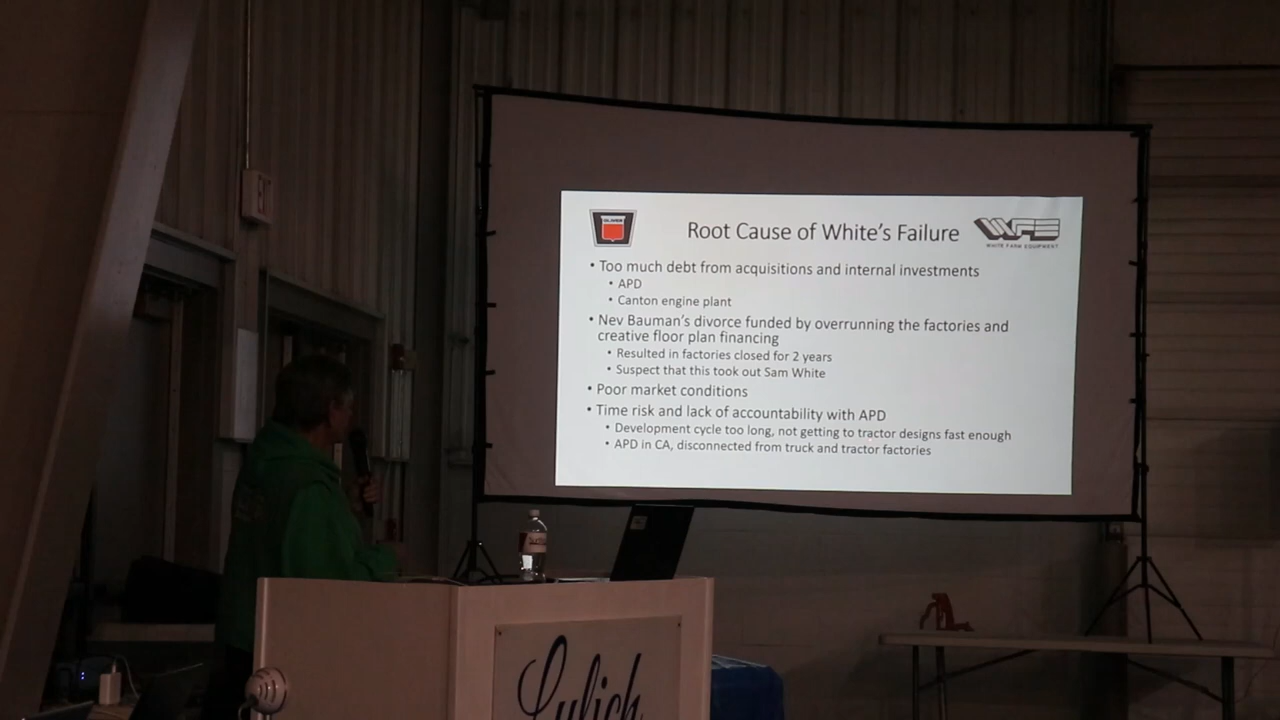 OLIVER
Root Cause of White's Failure
WFE
WHITE FARM EQUIPMENT
• Too much debt from acquisitions and internal investments
• APD
• Canton engine plant
• Nev Bauman's divorce funded by overrunning the factories and
creative floor plan financing
• Resulted in factories closed for 2 years
• Suspect that this took out Sam White
• Poor market conditions
• Time risk and lack of accountability with APD
• Development cycle too long, not getting to tractor designs fast enough
• APD in CA, disconnected from truck and tractor factories
Lulich